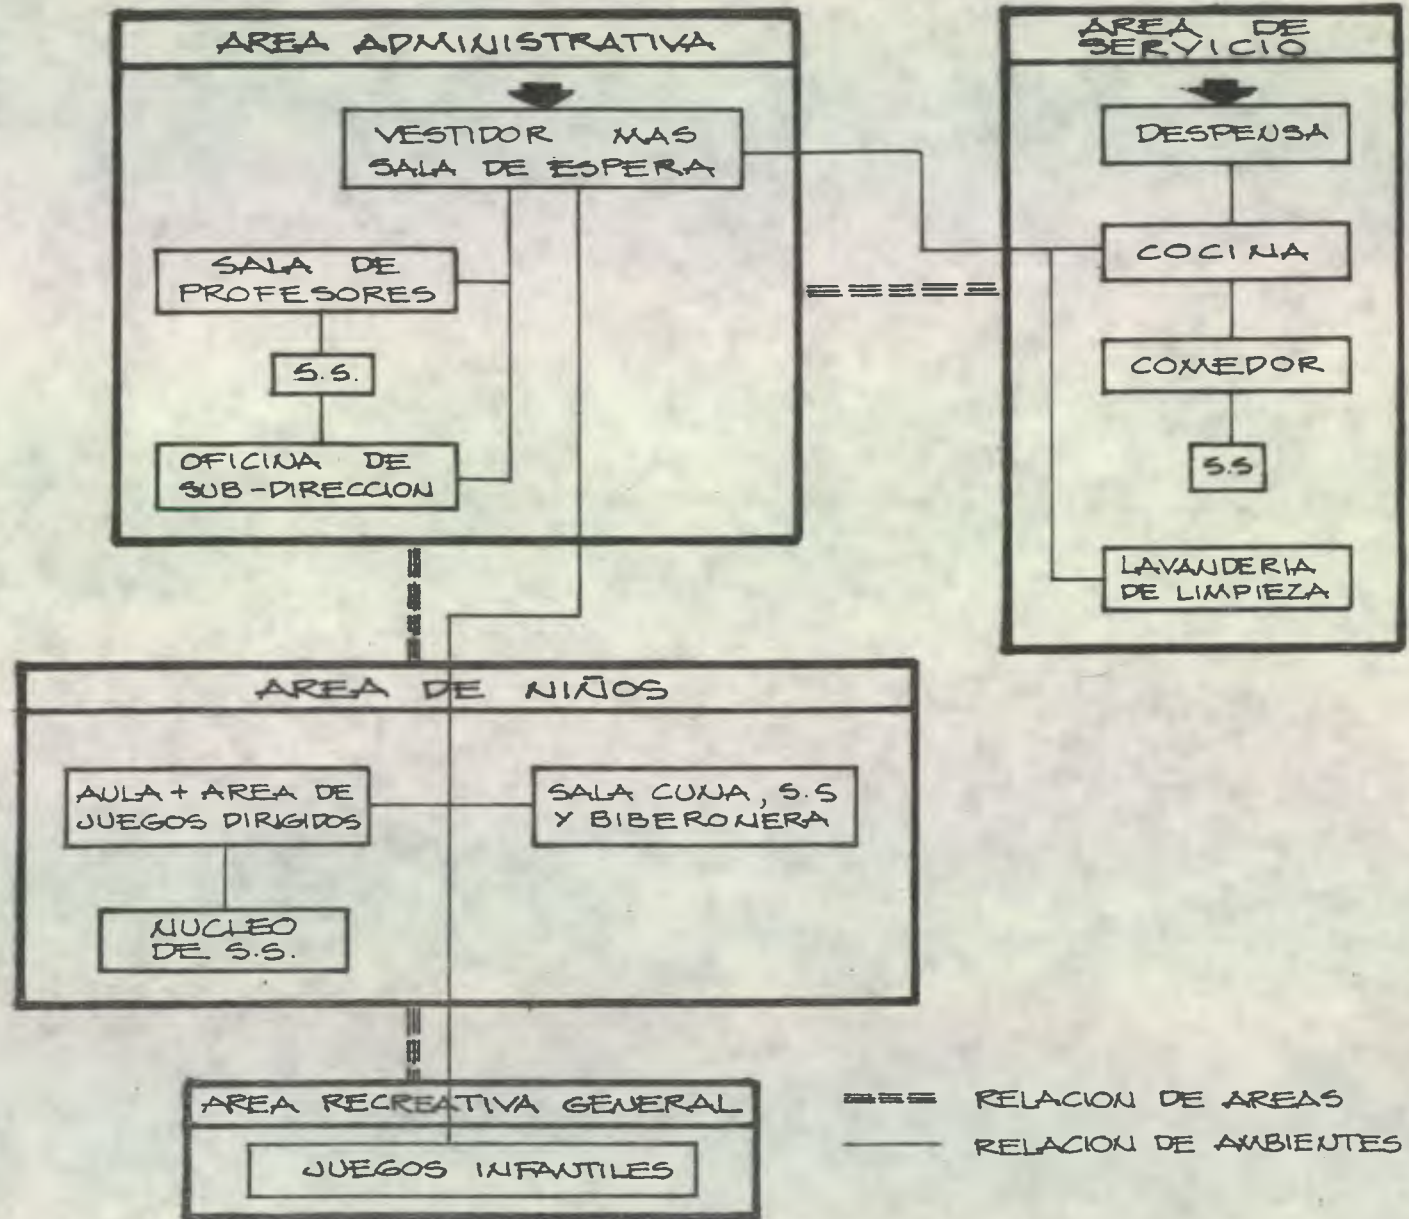 AREA ADMINISTRATIVA
VESTIDOR MAS
SALA DE ESPERA
SALA DE
PROFESORES
S.S.
OFICINA DE
SUB-DIRECCION
AREA DE
SERVICIO
DESPENSA
COCINA
COMEDOR
S.S
LAVANDERIA
DE LIMPIEZA
AREA DE NIÑOS
AULA + AREA DE
JUEGOS DIRIGIDOS
SALA CUNA, S.S
Y BIBERONERA
NUCLEO
DE S.S.
AREA RECREATIVA GENERAL
JUEGOS INFANTILES
RELACION DE AREAS
RELACION DE AMBIENTES